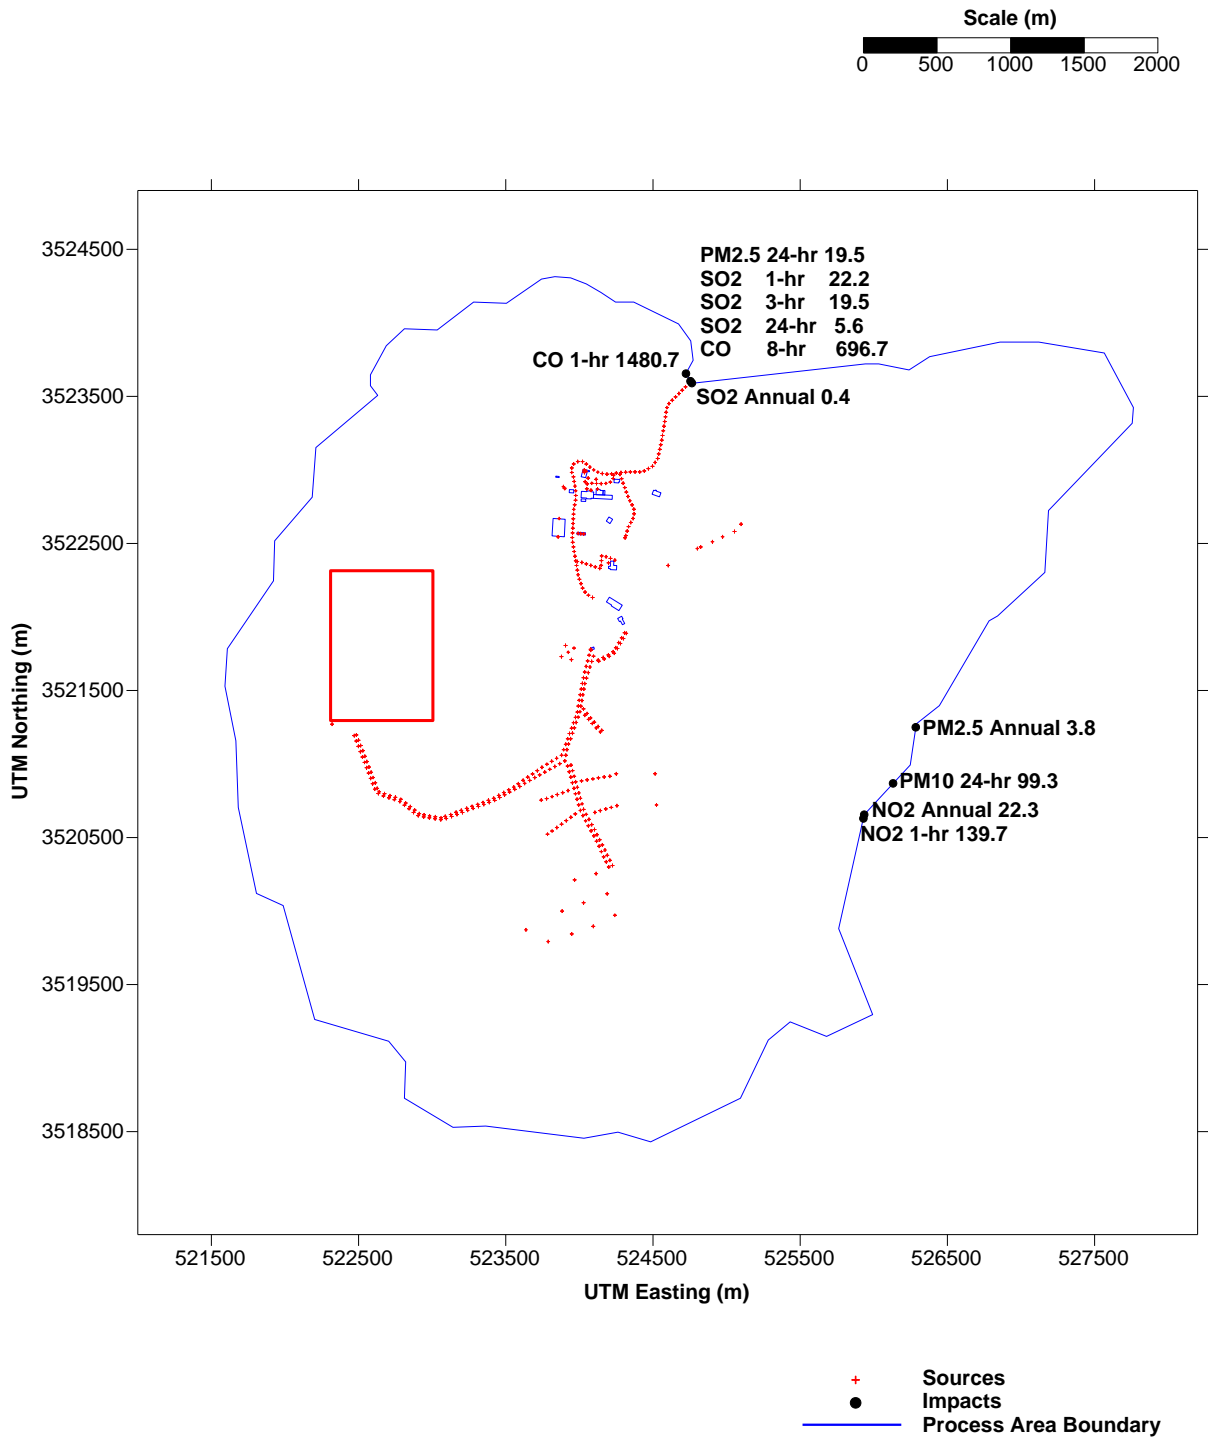 Scale (m)
0 500 1000 1500 2000
3524500
3523500
3522500
3521500
3520500
3519500
3518500
UTM Northing (m)
PM2.5 24-hr 19.5
SO2 1-hr 22.2
SO2 3-hr 19.5
SO2 24-hr 5.6
CO 8-hr 696.7
CO 1-hr 1480.7
SO2 Annual 0.4
PM2.5 Annual 3.8
PM10 24-hr 99.3
NO2 Annual 22.3
NO2 1-hr 139.7
521500 522500 523500 524500 525500 526500 527500
UTM Easting (m)
Sources
Impacts
Process Area Boundary